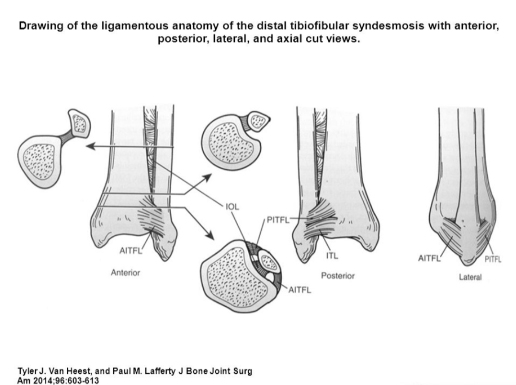 Drawing of the ligamentous anatomy of the distal tibiofibular syndesmosis with anterior,
posterior, lateral, and axial cut views.
IOL
PITFL
AITFL
ITL
AITFL
PITFL
Anterior
Posterior
Lateral
AITFL
Tyler J. Van Heest, and Paul M. Lafferty J Bone Joint Surg
Am 2014;96:603-613